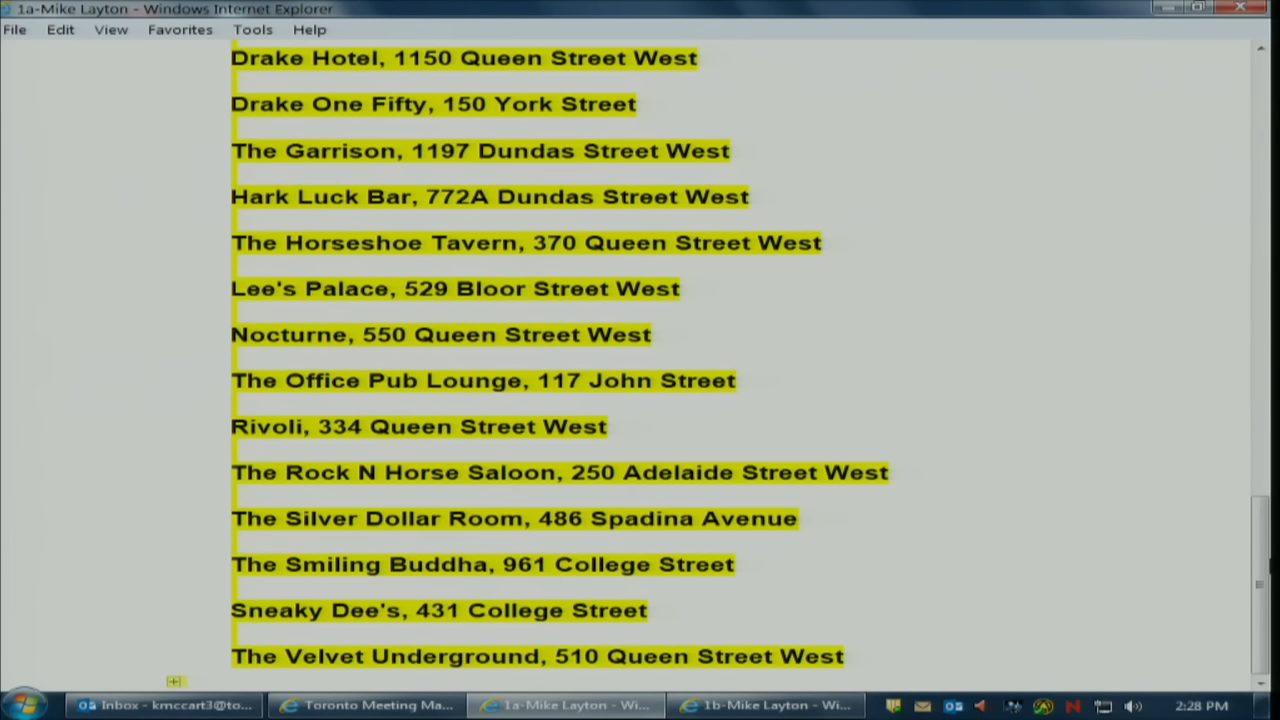 1a-Mike Layton - Windows Internet Explorer
File Edit View Favorites Tools Help
Drake Hotel, 1150 Queen Street West
Drake One Fifty, 150 York Street
The Garrison, 1197 Dundas Street West
Hark Luck Bar, 772A Dundas Street West
The Horseshoe Tavern, 370 Queen Street West
Lee's Palace, 529 Bloor Street West
Nocturne, 550 Queen Street West
The Office Pub Lounge, 117 John Street
Rivoli, 334 Queen Street West
The Rock N Horse Saloon, 250 Adelaide Street West
The Silver Dollar Room, 486 Spadina Avenue
The Smiling Buddha, 961 College Street
Sneaky Dee's, 431 College Street
The Velvet Underground, 510 Queen Street West
Inbox - kmccart3@to... Toronto Meeting Ma... 1a-Mike Layton - Wi... 1b-Mike Layton - Wi... 2:28 PM